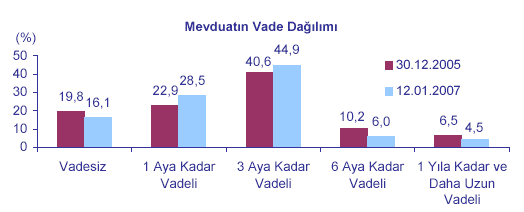 Mevduatın Vade Dağılımı
(%)
50
40
30
20
10
0
19,8
16,1
22,9
28,5
40,6
44,9
10,2
6,0
6,5
4,5
30.12.2005
12.01.2007
Vadesiz
1 Aya Kadar
Vadeli
3 Aya Kadar
Vadeli
6 Aya Kadar
Vadeli
1 Yıla Kadar ve
Daha Uzun
Vadeli